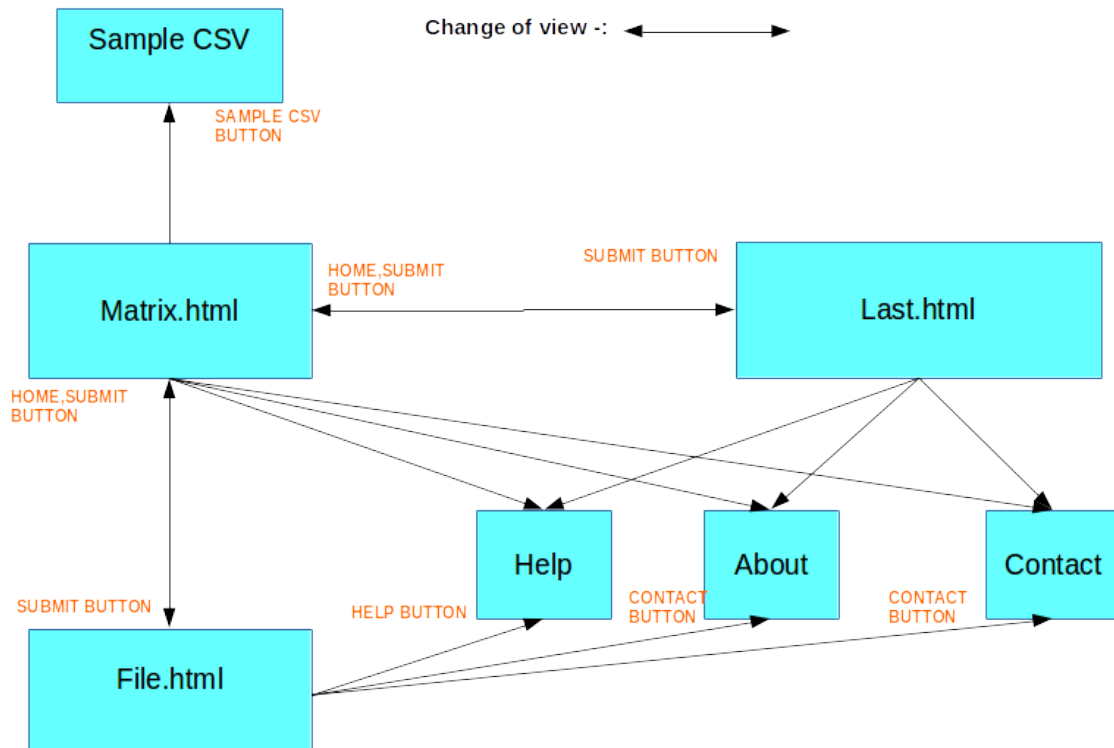 Sample CSV
Change of view -:
SAMPLE CSV
BUTTON
HOME,SUBMIT
BUTTON
SUBMIT BUTTON
Matrix.html
Last.html
HOME,SUBMIT
BUTTON
Help
About
Contact
SUBMIT BUTTON
HELP BUTTON
CONTACT
BUTTON
CONTACT
BUTTON
File.html